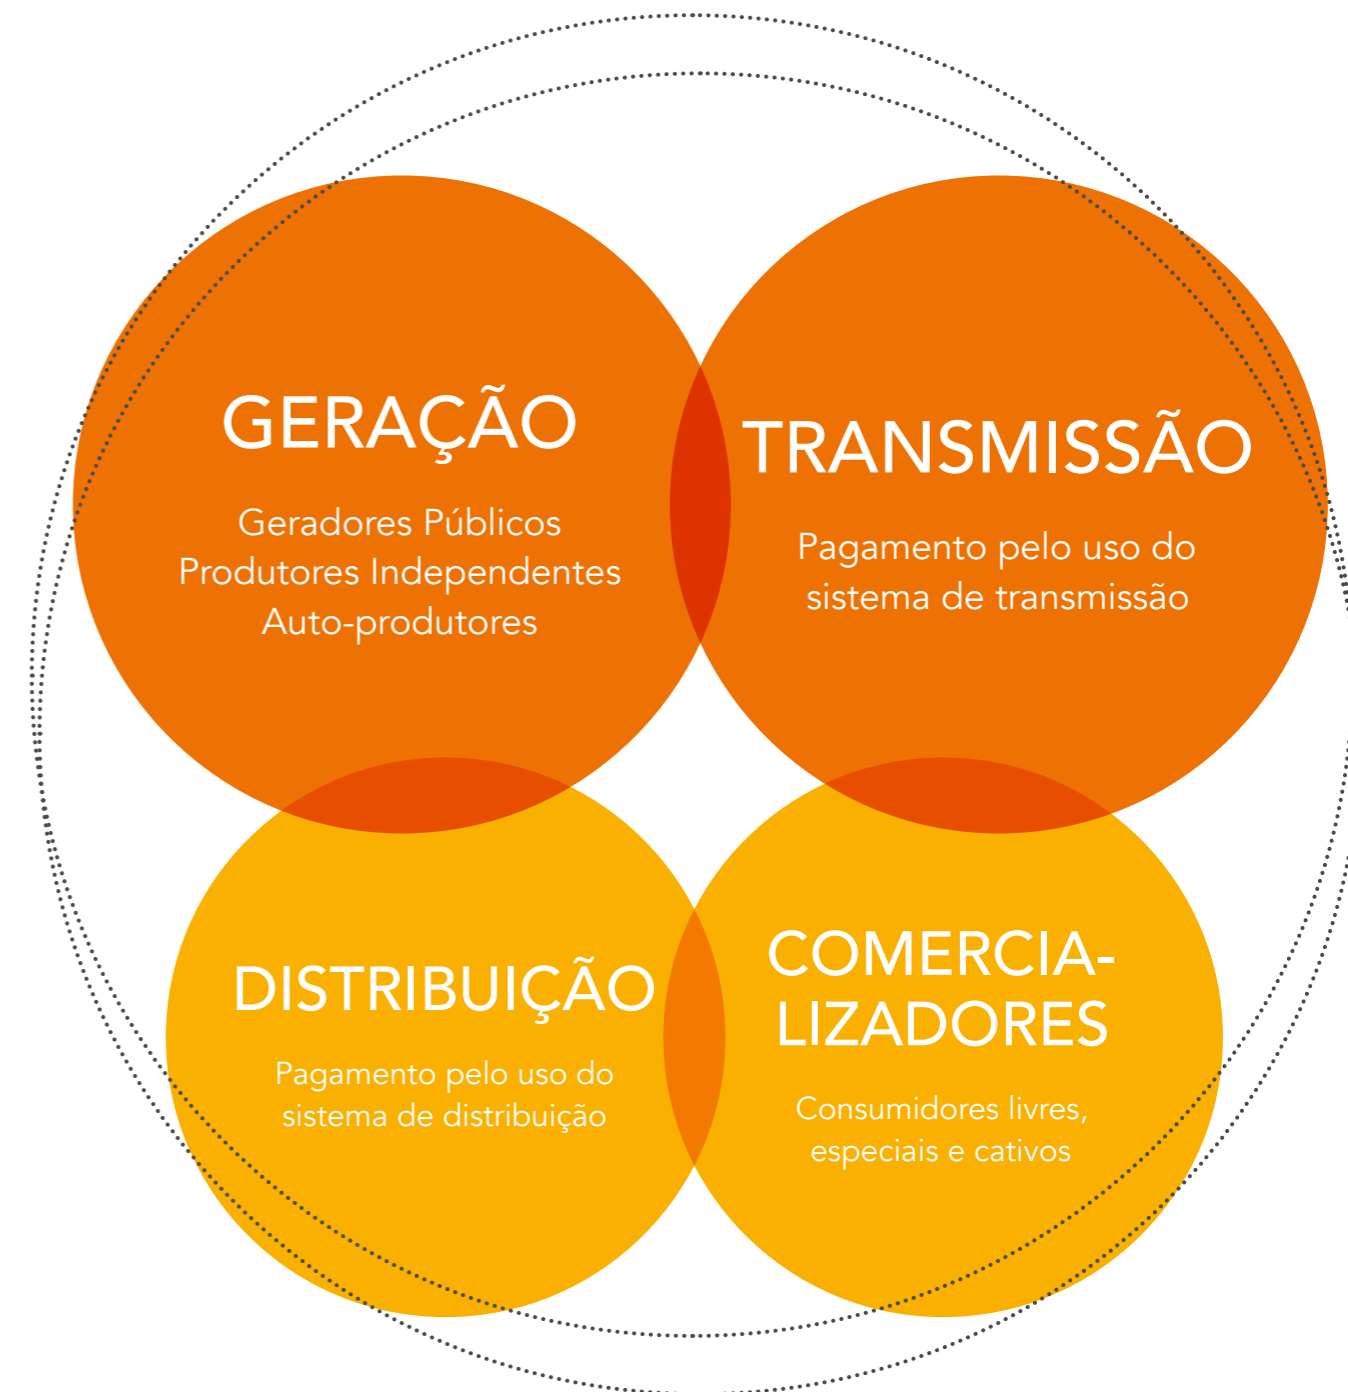 GERAÇÃO
Geradores Públicos
Produtores Independentes
Auto-produtores
TRANSMISSÃO
Pagamento pelo uso do
sistema de transmissão
DISTRIBUIÇÃO
Pagamento pelo uso do
sistema de distribuição
COMERCIA-
LIZADORES
Consumidores livres,
especiais e cativos